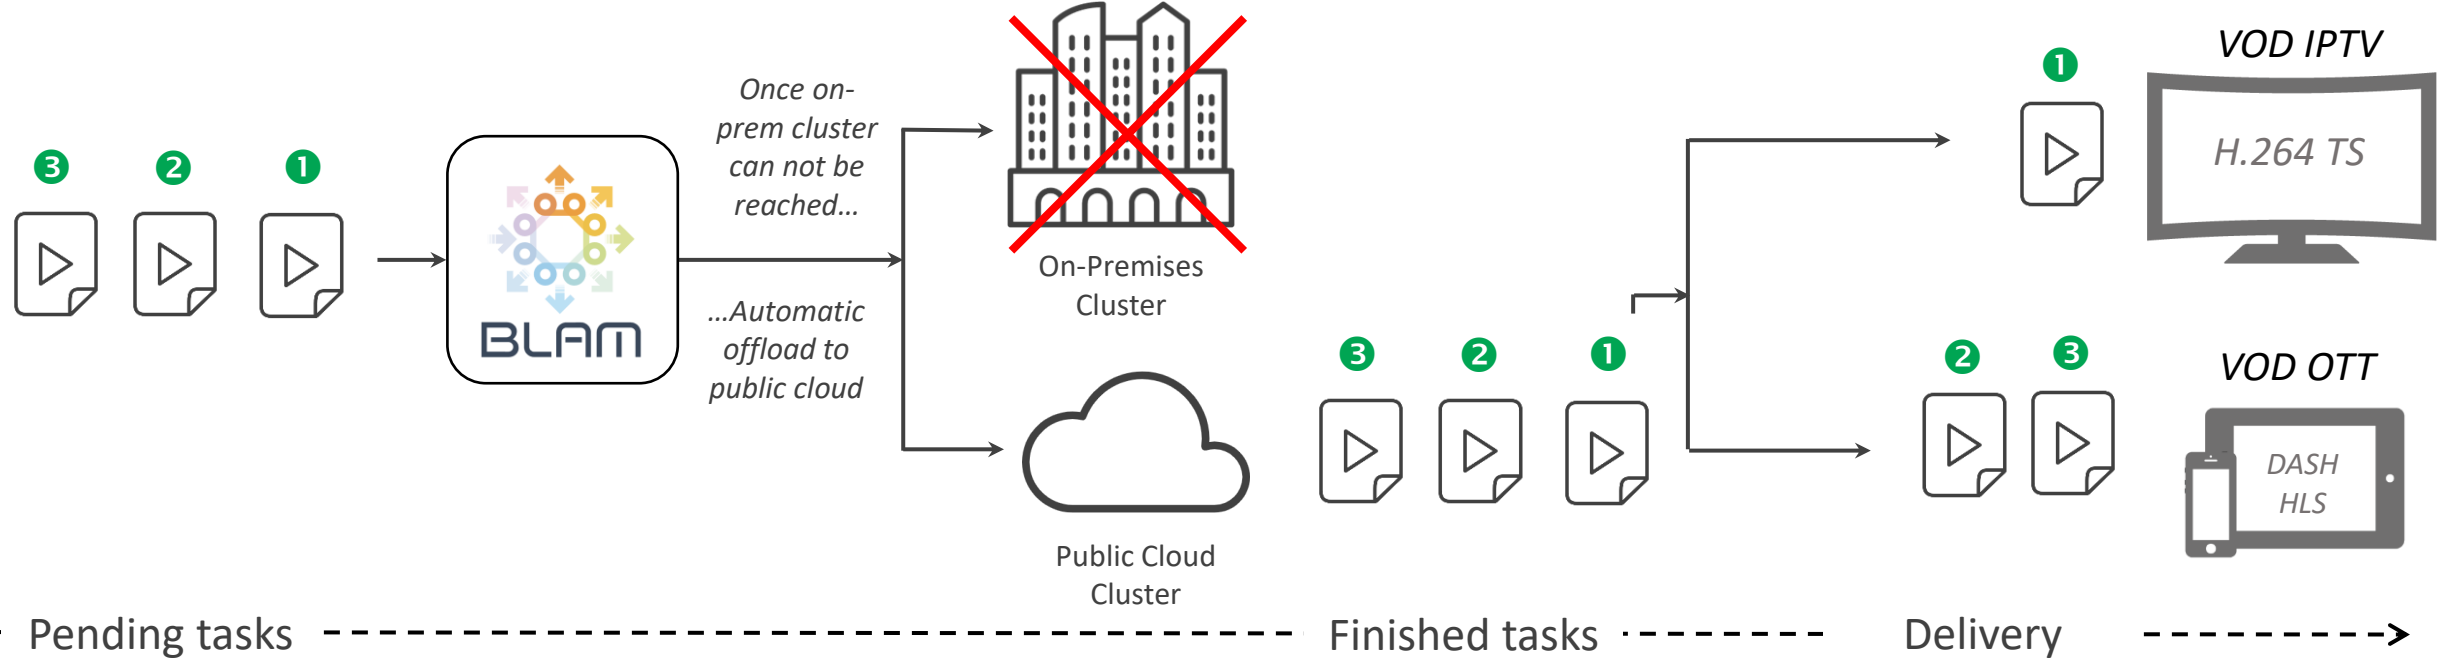 3
2
1
BLAM
Once on-
prem cluster
can not be
reached...
...Automatic
offload to
public cloud
On-Premises
Cluster
Public Cloud
Cluster
3
2
1
1
VOD IPTV
H.264 TS
2
3
VOD OTT
DASH
HLS
Pending tasks
Finished tasks
Delivery